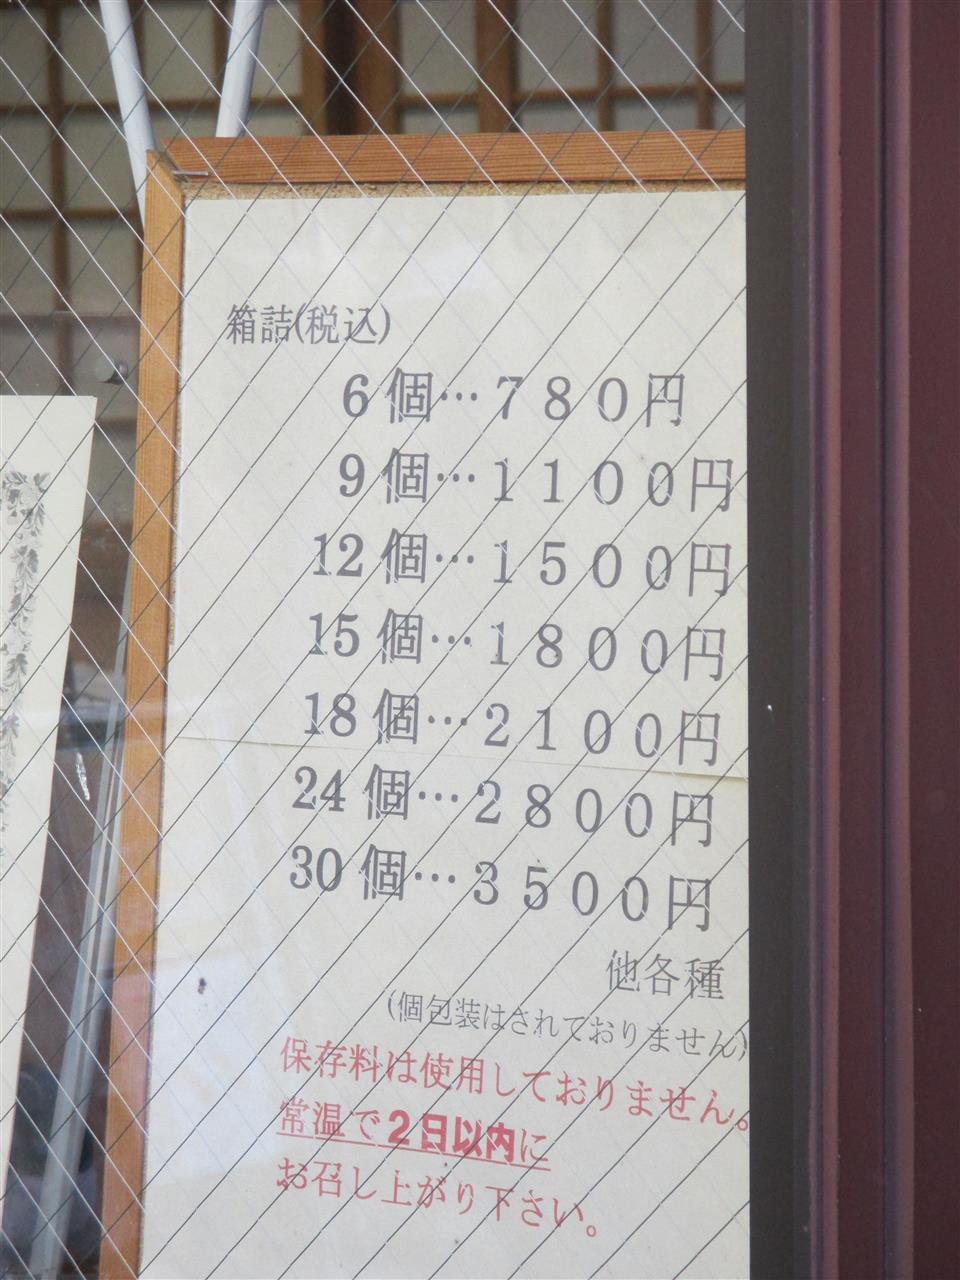 箱詰(税込)
6個…780円
9個…1100円
12個…1500円
15個…1800円
18個…2100円
24個…2800円
30個…3500円
他各種
(個包装はされておりません)
保存料は使用しておりません。
常温で2日以内に
お召し上がり下さい。